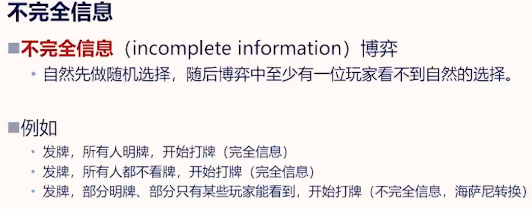 不完全信息
■不完全信息（incomplete information）博弈
• 自然先做随机选择，随后博弈中至少有一位玩家看不到自然的选择。
■例如
• 发牌，所有人明牌，开始打牌（完全信息）
• 发牌，所有人都不看牌，开始打牌（完全信息）
• 发牌，部分明牌、部分只有某些玩家能看到，开始打牌（不完全信息，海萨尼转换）